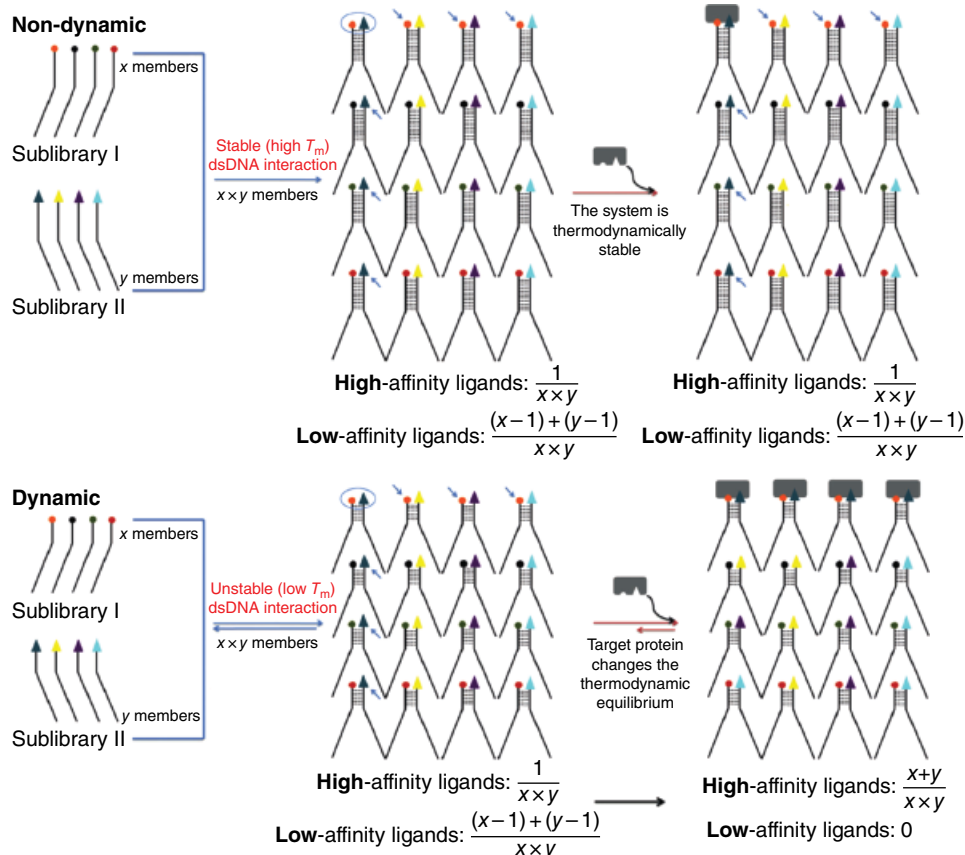 Non-dynamic
x members
Sublibrary I
y members
Sublibrary II
Stable (high Tm)
dsDNA interaction
x × y members
The system is
thermodynamically
stable
High-affinity ligands: 1/(x × y)
Low-affinity ligands: ((x − 1) + (y − 1))/(x × y)
High-affinity ligands: 1/(x × y)
Low-affinity ligands: ((x − 1) + (y − 1))/(x × y)
Dynamic
x members
Sublibrary I
y members
Sublibrary II
Unstable (low Tm)
dsDNA interaction
x × y members
Target protein
changes the
thermodynamic
equilibrium
High-affinity ligands: 1/(x × y)
Low-affinity ligands: ((x − 1) + (y − 1))/(x × y)
High-affinity ligands: (x+y)/(x × y)
Low-affinity ligands: 0